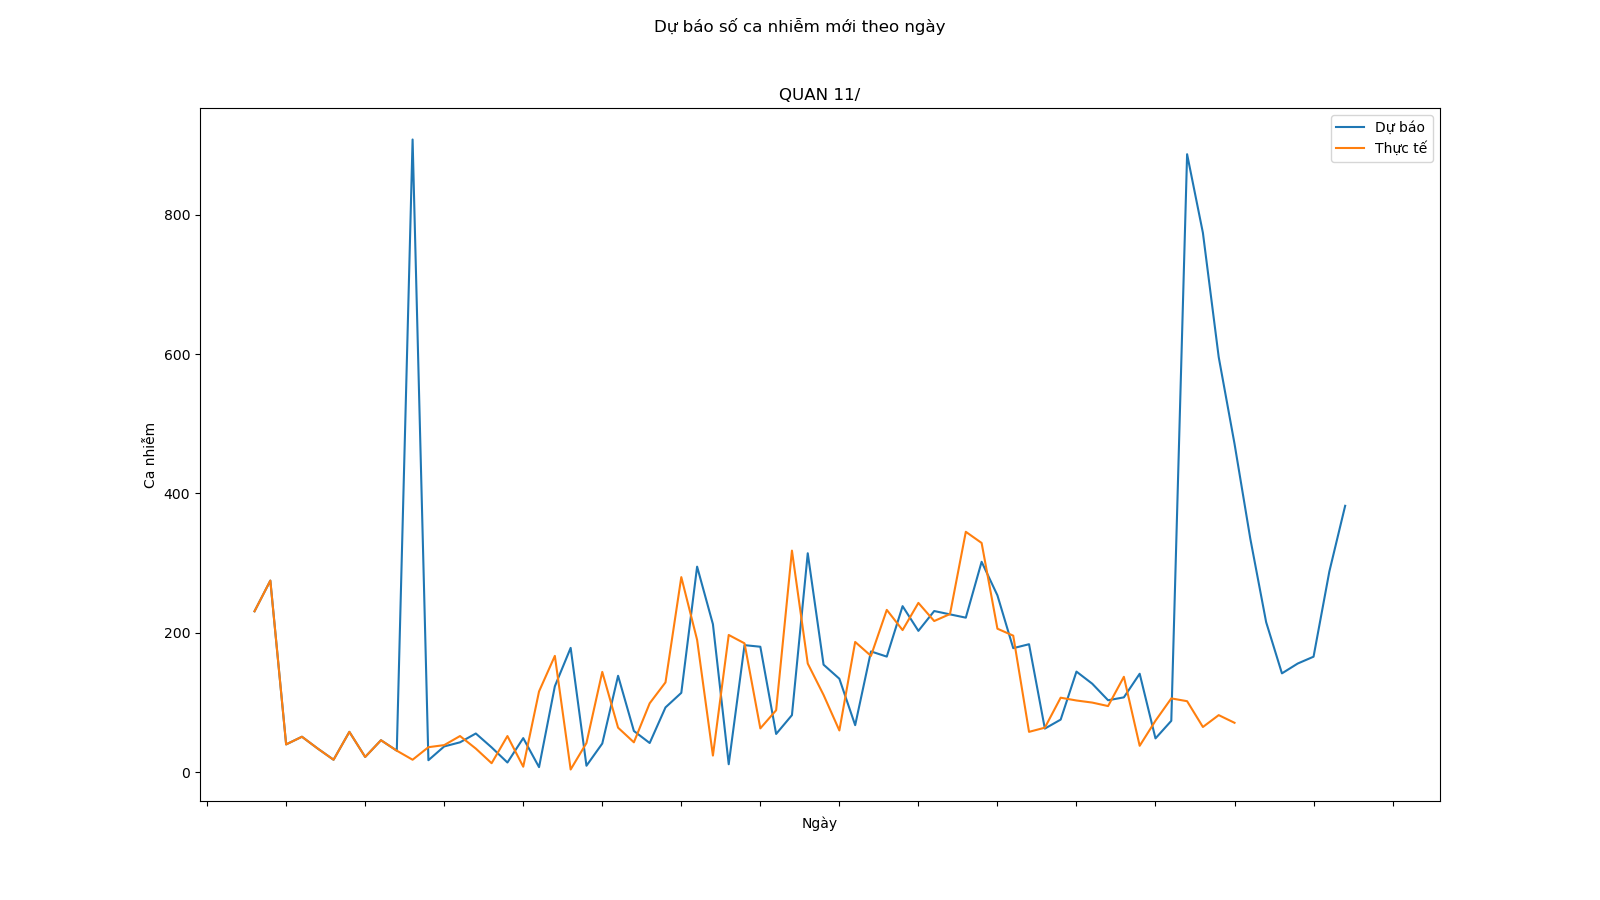 Dự báo số ca nhiễm mới theo ngày
QUAN 11/
Dự báo
Thực tế
800
600
400
200
0
Ca nhiễm
Ngày